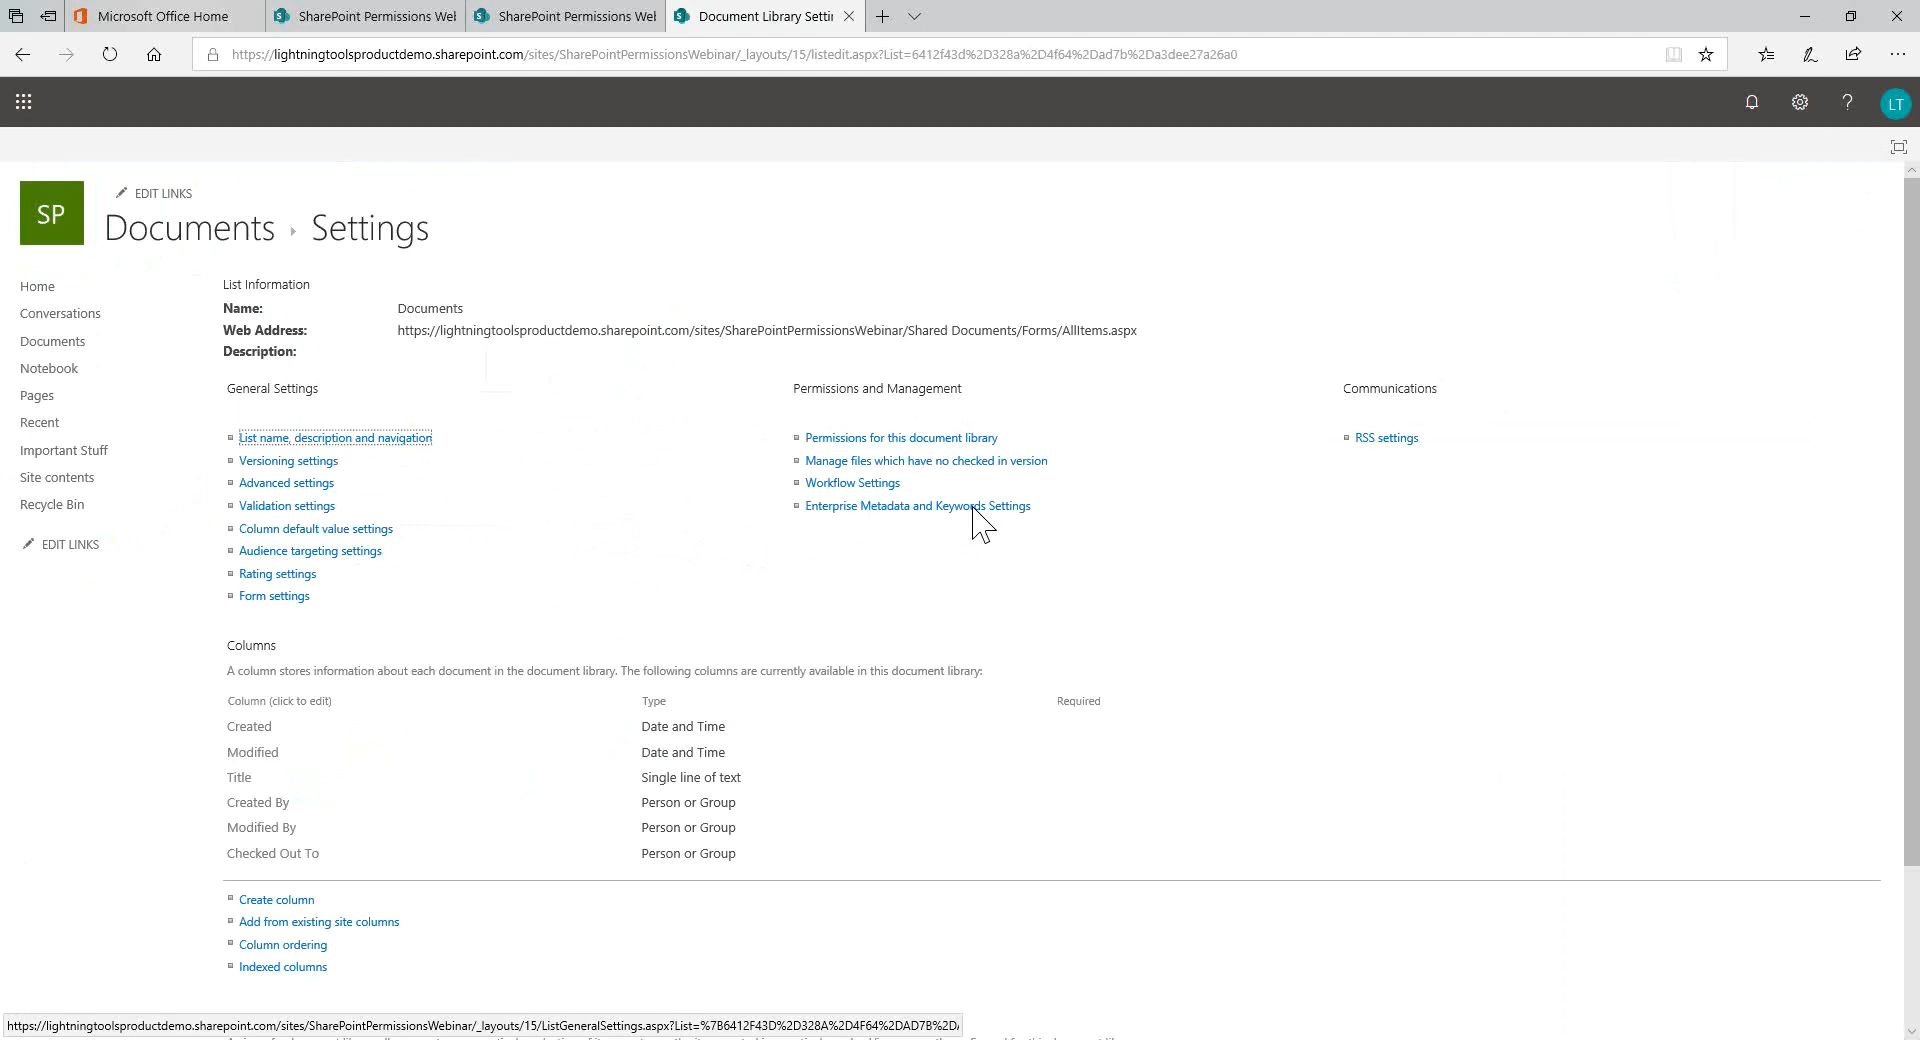 Microsoft Office Home
SharePoint Permissions Wel
SharePoint Permissions Wel
Document Library Settin
https://lightningtoolsproductdemo.sharepoint.com/sites/SharePointPermissionsWebinar/_layouts/15/listedit.aspx?List=6412f43d%2D328a%2D4f64%2Dad7b%2Da3dee27a26a0
LT
SP
EDIT LINKS
Documents Settings
Home
Conversations
Documents
Notebook
Pages
Recent
Important Stuff
Site contents
Recycle Bin
EDIT LINKS
List Information
Name: Documents
Web Address: https://lightningtoolsproductdemo.sharepoint.com/sites/SharePointPermissionsWebinar/Shared Documents/Forms/AllItems.aspx
Description:
General Settings
List name, description and navigation
Versioning settings
Advanced settings
Validation settings
Column default value settings
Audience targeting settings
Rating settings
Form settings
Permissions and Management
Permissions for this document library
Manage files which have no checked in version
Workflow Settings
Enterprise Metadata and Keywords Settings
Communications
RSS settings
Columns
A column stores information about each document in the document library. The following columns are currently available in this document library:
Column (click to edit) Type Required
Created Date and Time
Modified Date and Time
Title Single line of text
Created By Person or Group
Modified By Person or Group
Checked Out To Person or Group
Create column
Add from existing site columns
Column ordering
Indexed columns
https://lightningtoolsproductdemo.sharepoint.com/sites/SharePointPermissionsWebinar/_layouts/15/ListGeneralSettings.aspx?List=%7B6412F43D%2D328A%2D4F64%2DAD7B%2D